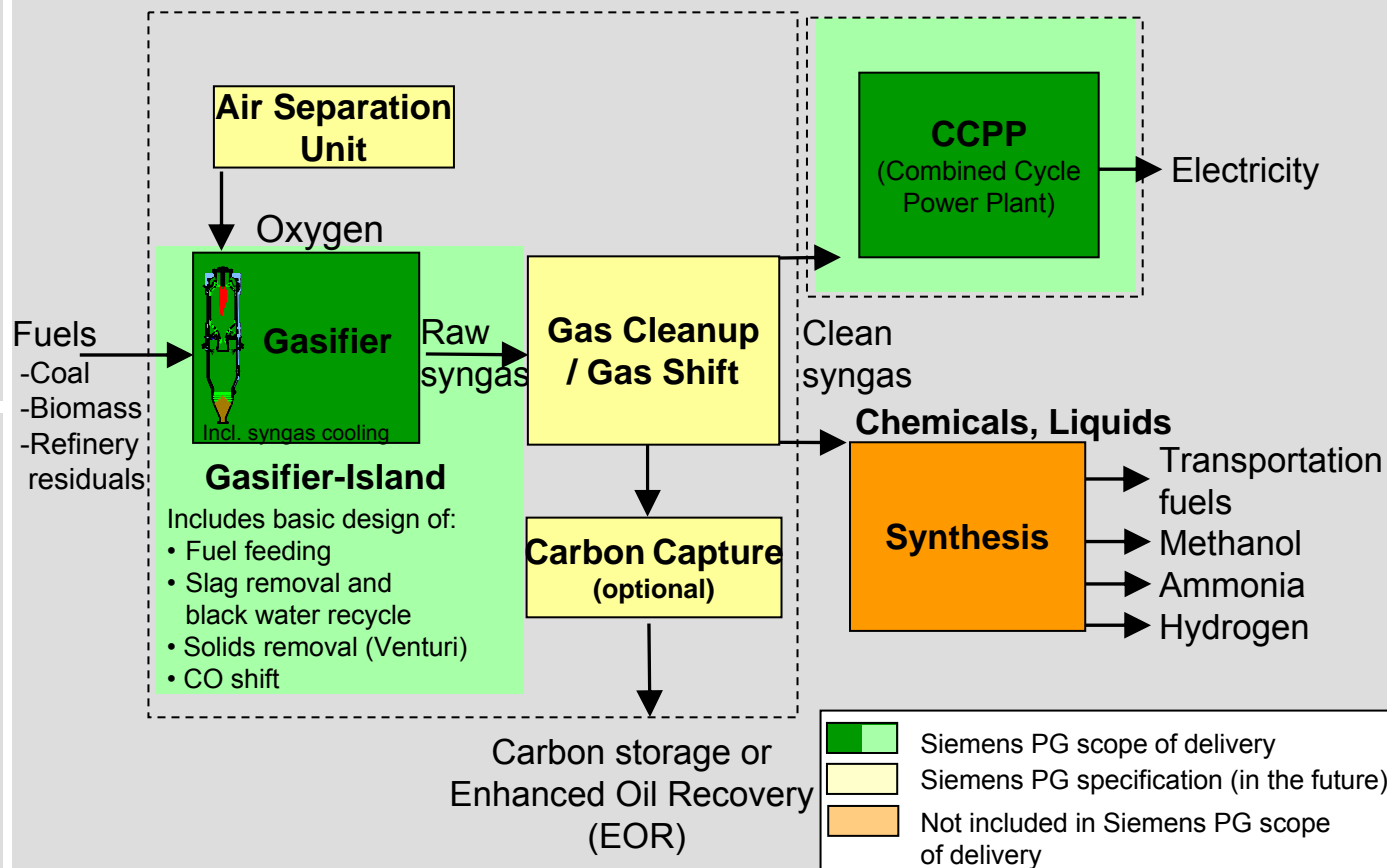 Air Separation
Unit
CCPP
(Combined Cycle
Power Plant)
Electricity
Oxygen
Fuels
-Coal
-Biomass
-Refinery
residuals
Gasifier
Incl. syngas cooling
Raw
syngas
Gas Cleanup
/ Gas Shift
Clean
syngas
Gasifier-Island
Includes basic design of:
• Fuel feeding
• Slag removal and
black water recycle
• Solids removal (Venturi)
• CO shift
Carbon Capture
(optional)
Chemicals, Liquids
Synthesis
Transportation
fuels
Methanol
Ammonia
Hydrogen
Carbon storage or
Enhanced Oil Recovery
(EOR)
Siemens PG scope of delivery
Siemens PG specification (in the future)
Not included in Siemens PG scope
of delivery